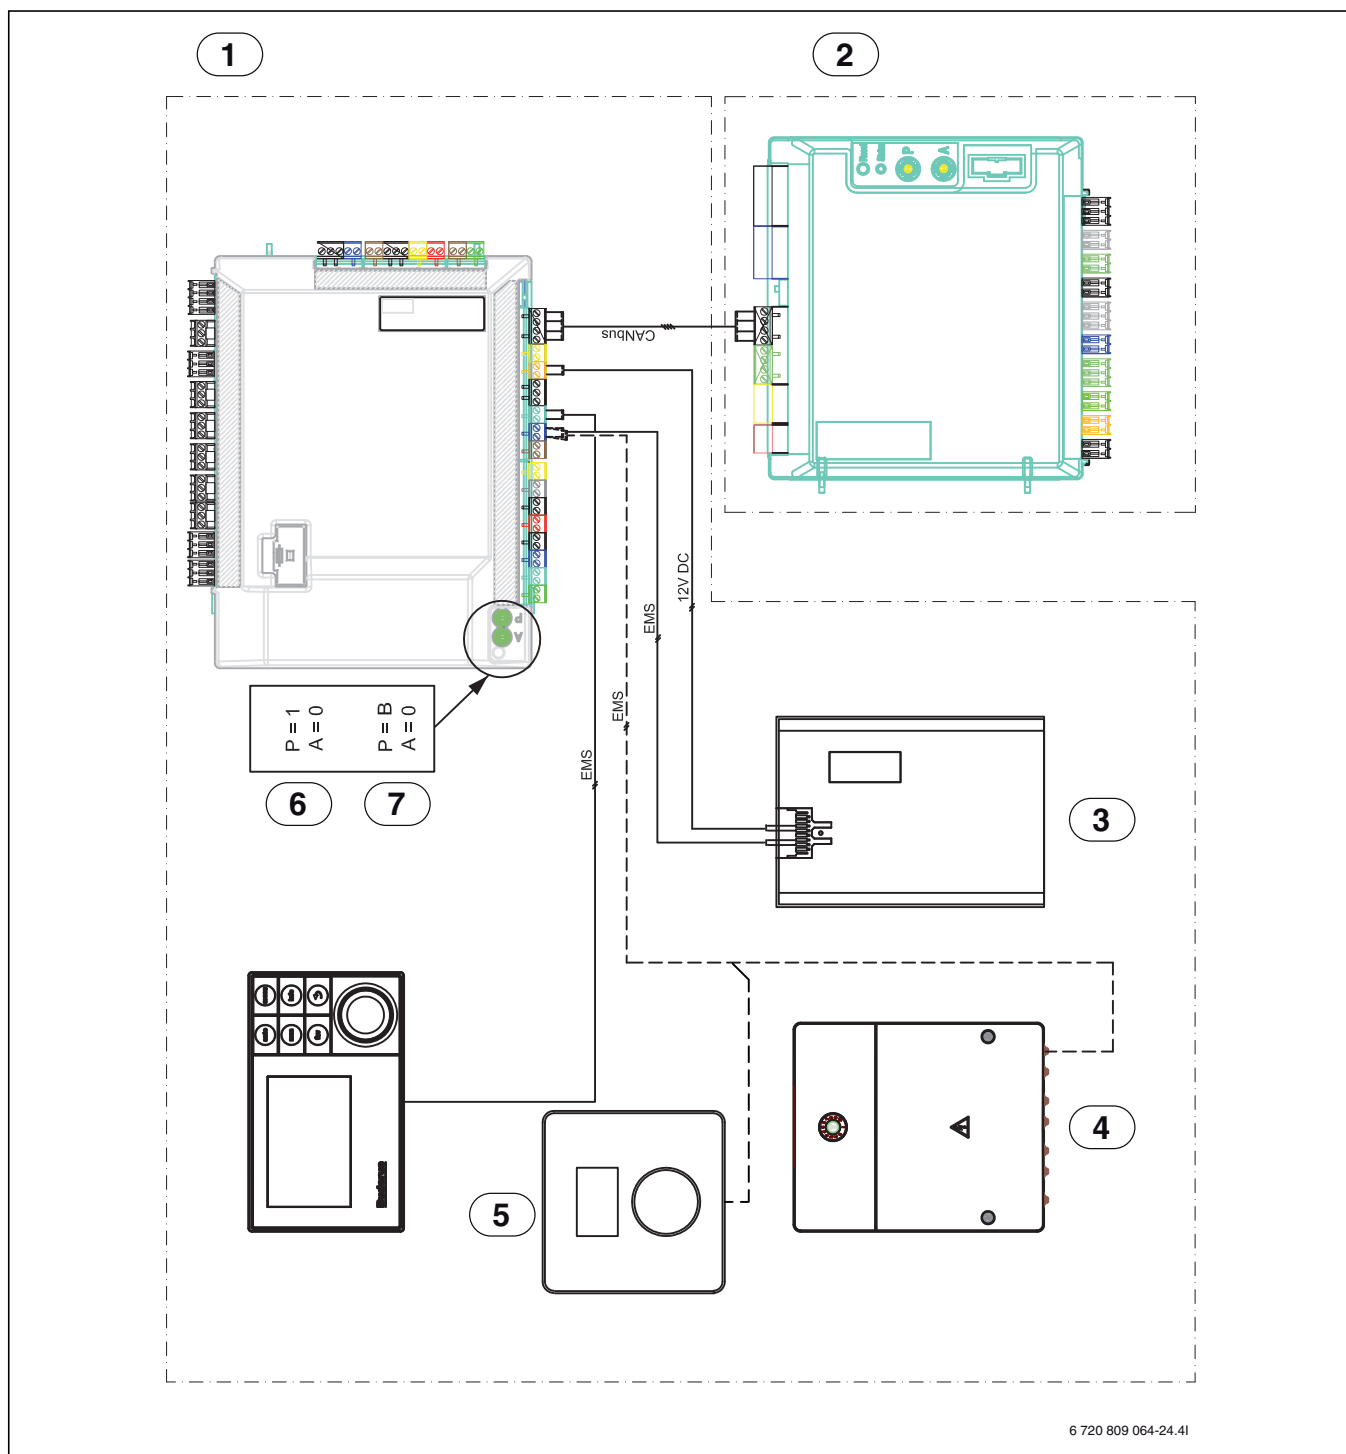 1
2
P
A
CANbus
12V DC
EMS
EMS
EMS
P
A
P = 1
A = 0
P = B
A = 0
6
7
3
4
5
Buderus
6 720 809 064-24.4I